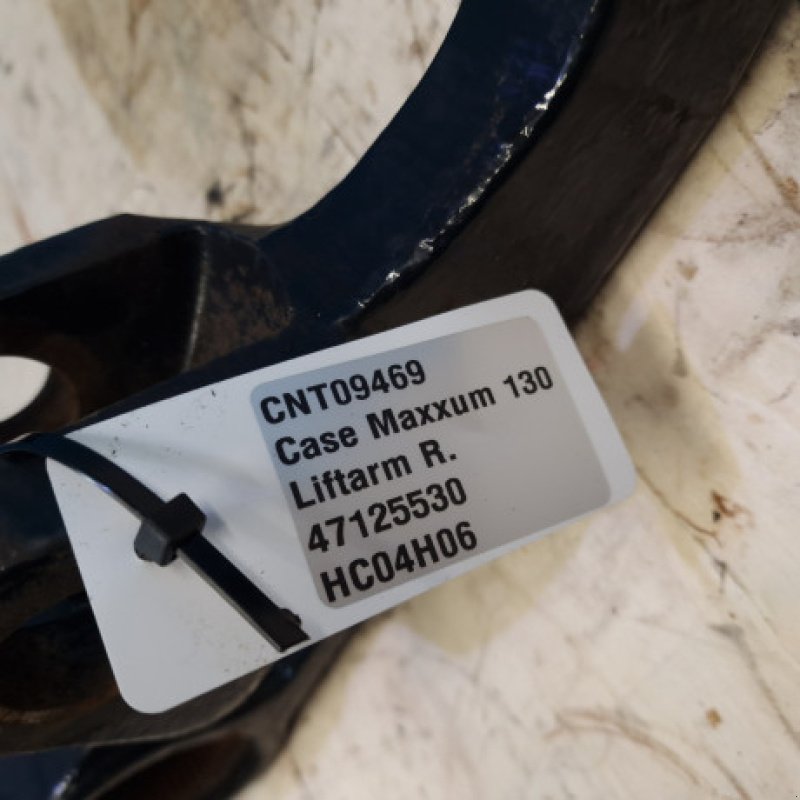 CNT09469
Case Maxxum 130
Liftarm R.
47125530
HC04H06